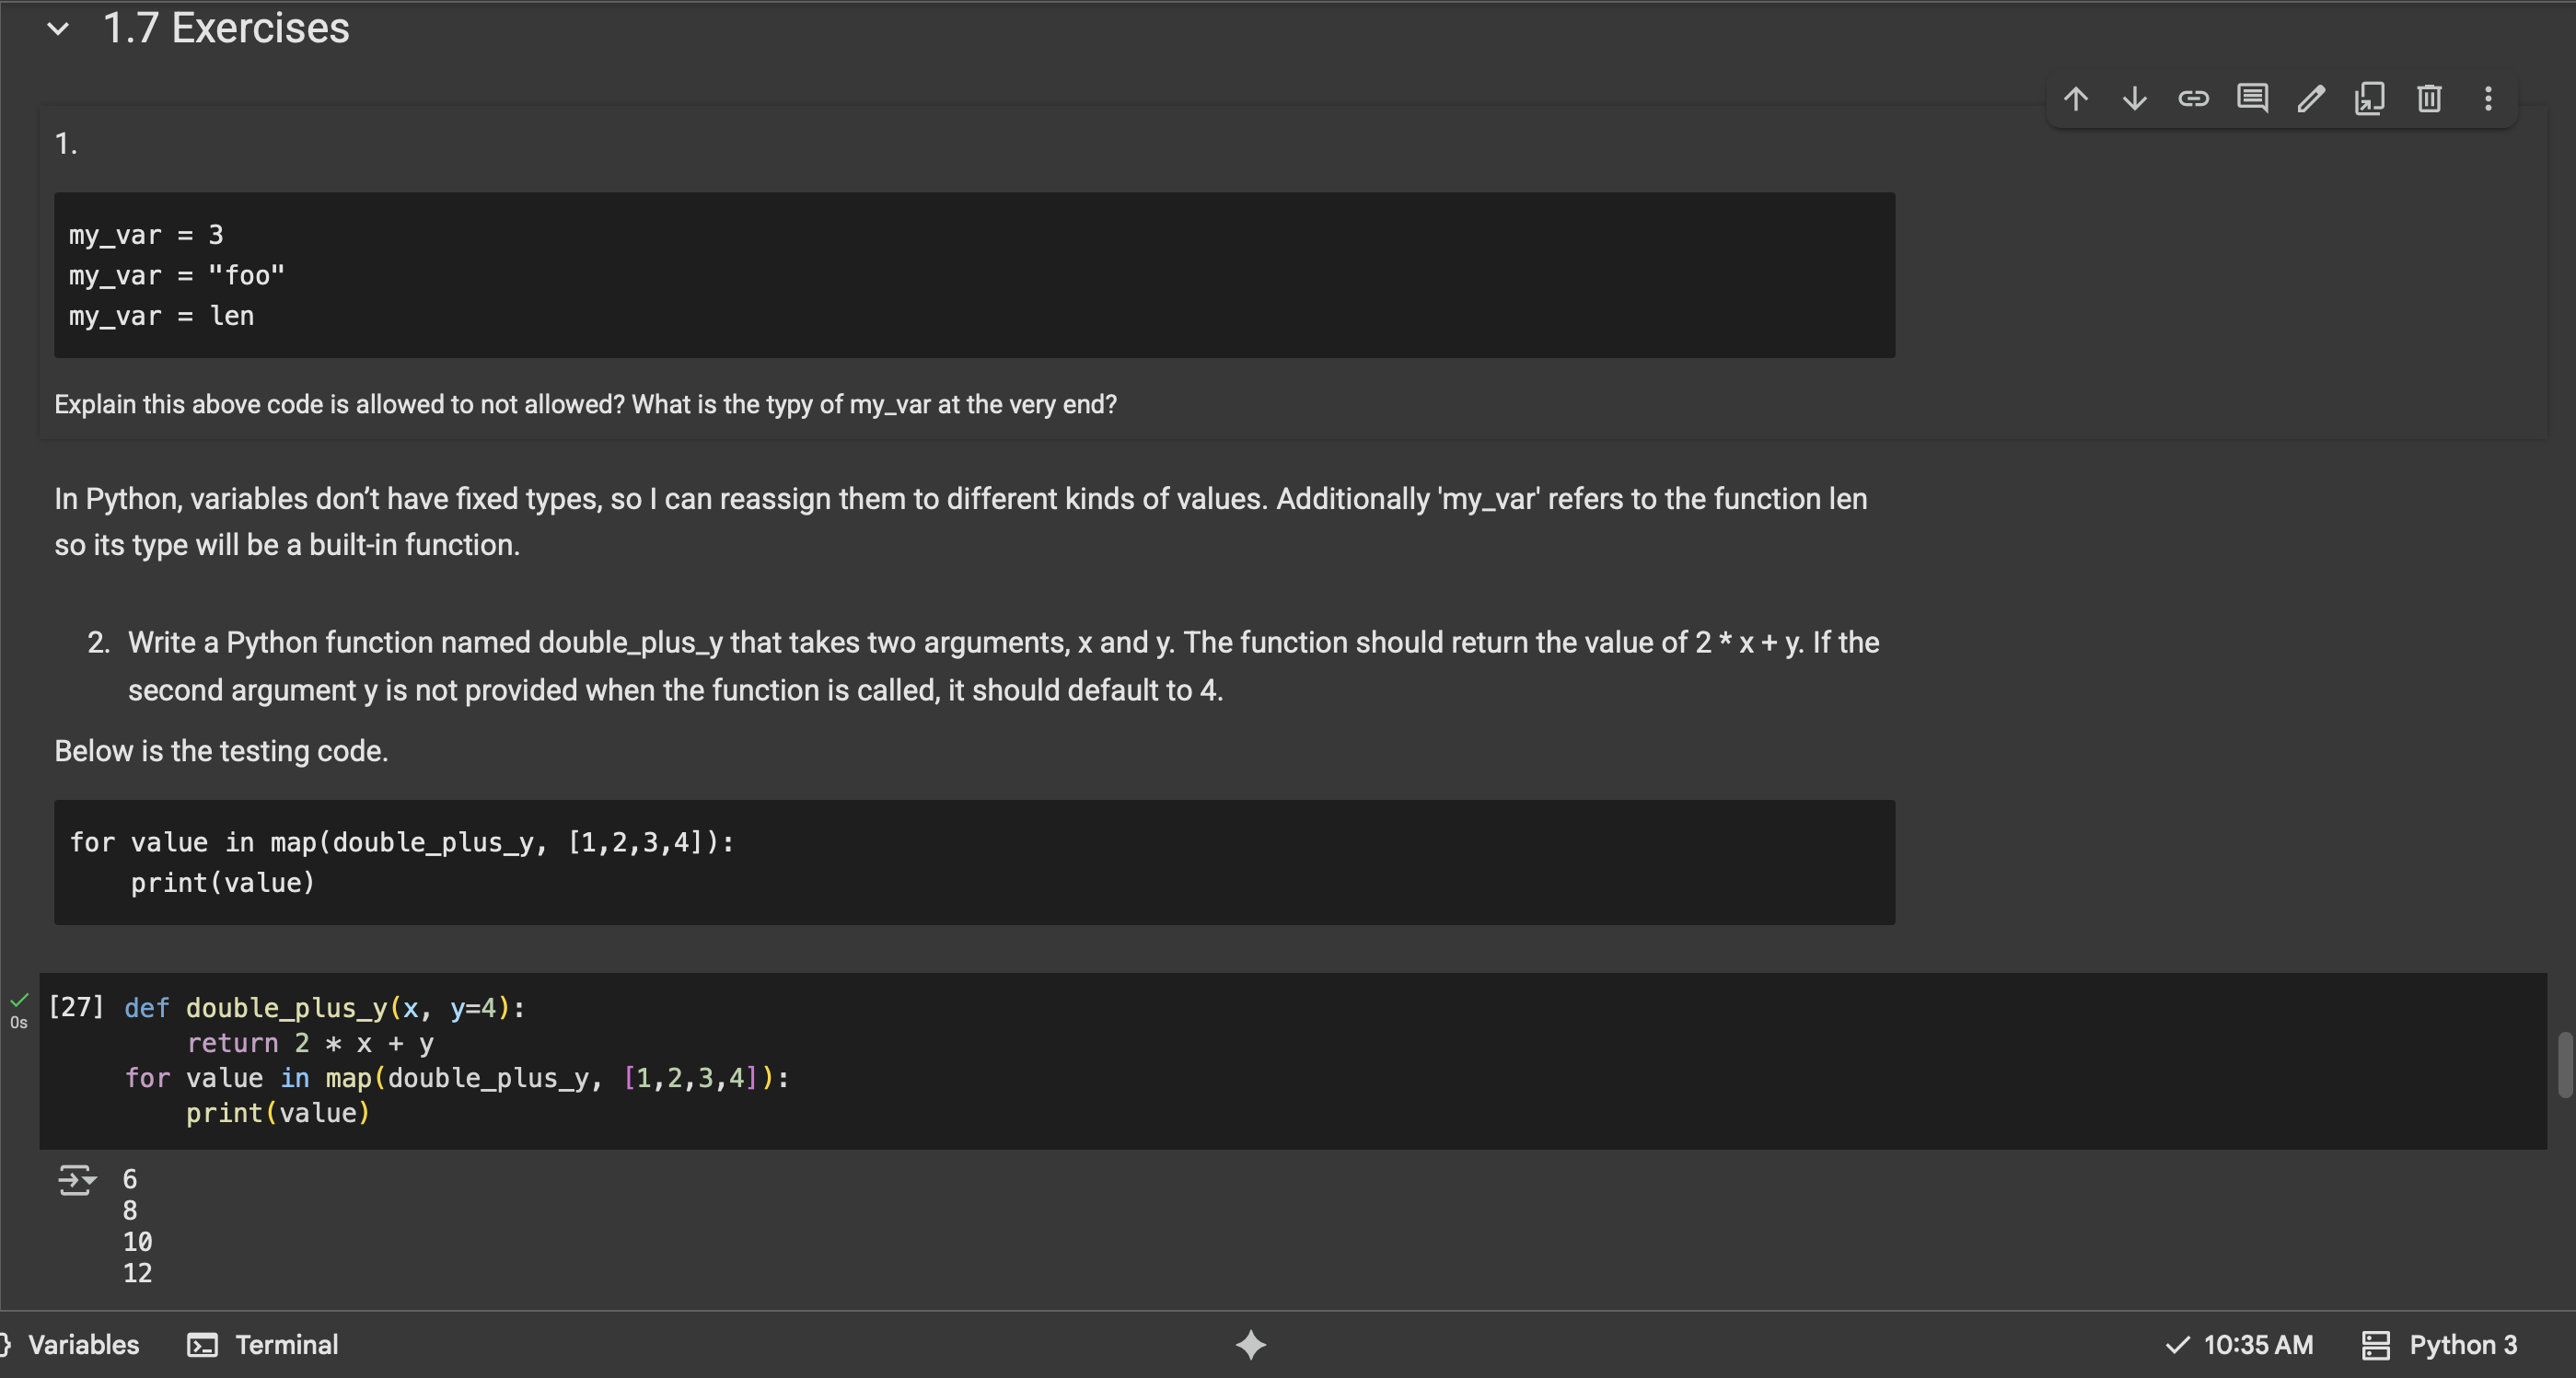 1.7 Exercises
1.
my_var = 3
my_var = "foo"
my_var = len
Explain this above code is allowed to not allowed? What is the typy of my_var at the very end?
In Python, variables don’t have fixed types, so I can reassign them to different kinds of values. Additionally 'my_var' refers to the function len
so its type will be a built-in function.
2. Write a Python function named double_plus_y that takes two arguments, x and y. The function should return the value of 2 * x + y. If the
second argument y is not provided when the function is called, it should default to 4.
Below is the testing code.
for value in map(double_plus_y, [1,2,3,4]):
    print(value)
[27] def double_plus_y(x, y=4):
0s
    return 2 * x + y
for value in map(double_plus_y, [1,2,3,4]):
    print(value)
6
8
10
12
} Variables Terminal 10:35 AM Python 3